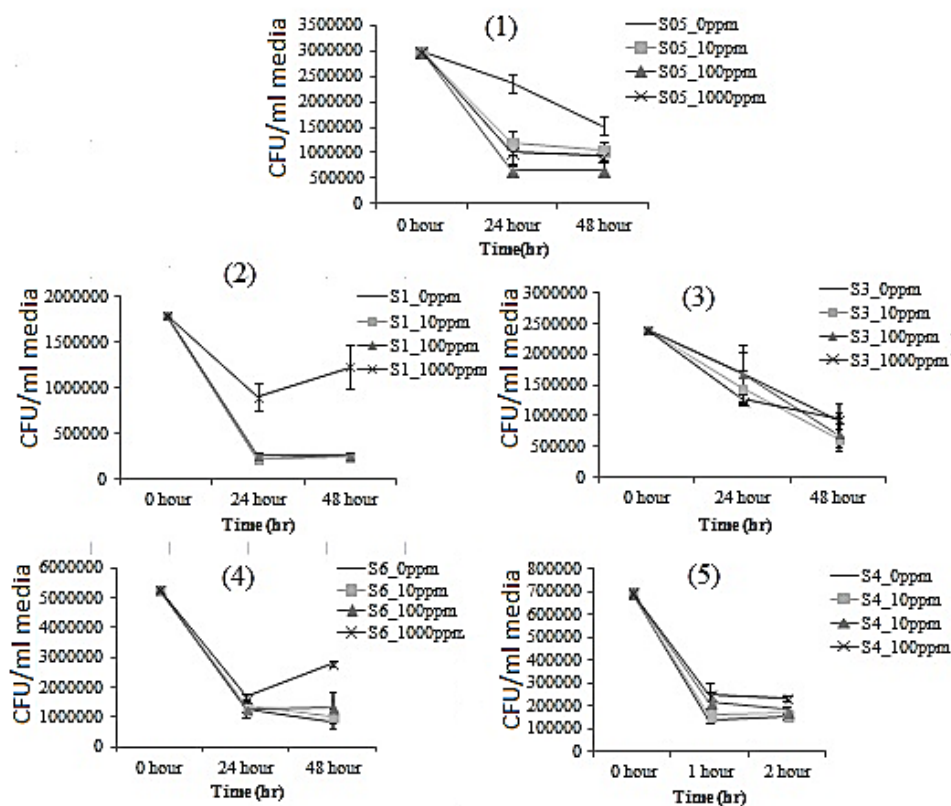 (1)
CFU/ml media
3500000
3000000
2500000
2000000
1500000
1000000
500000
0
0 hour 24 hour 48 hour
Time(hr)
S05_0ppm
S05_10ppm
S05_100ppm
S05_1000ppm
(2)
CFU/ml media
2000000
1500000
1000000
500000
0
0 hour 24 hour 48 hour
Time (hr)
S1_0ppm
S1_10ppm
S1_100ppm
S1_1000ppm
(3)
CFU/ml media
3000000
2500000
2000000
1500000
1000000
500000
0
0 hour 24 hour 48 hour
Time (hr)
S3_0ppm
S3_10ppm
S3_100ppm
S3_1000ppm
(4)
CFU/ml media
6000000
5000000
4000000
3000000
2000000
1000000
0
0 hour 24 hour 48 hour
Time (hr)
S6_0ppm
S6_10ppm
S6_100ppm
S6_1000ppm
(5)
CFU/ml media
800000
700000
600000
500000
400000
300000
200000
100000
0
0 hour 1 hour 2 hour
Time (hr)
S4_0ppm
S4_10ppm
S4_10ppm
S4_100ppm